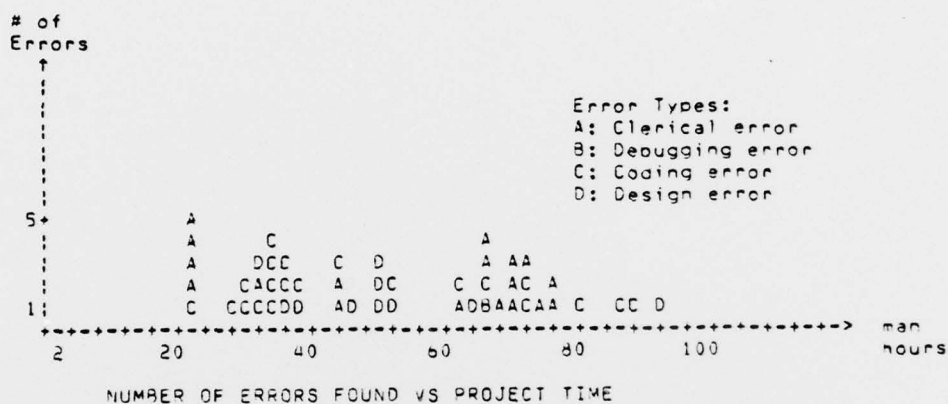 # of
Errors
Error Types:
A: Clerical error
B: Debugging error
C: Coding error
D: Design error
5 A
A C A
A DCC C D A AA
A CACCC A DC C C AC A
1 C CCCCDD AD DD ADBAACAA C CC D
man
2 20 40 60 80 100 hours
NUMBER OF ERRORS FOUND VS PROJECT TIME